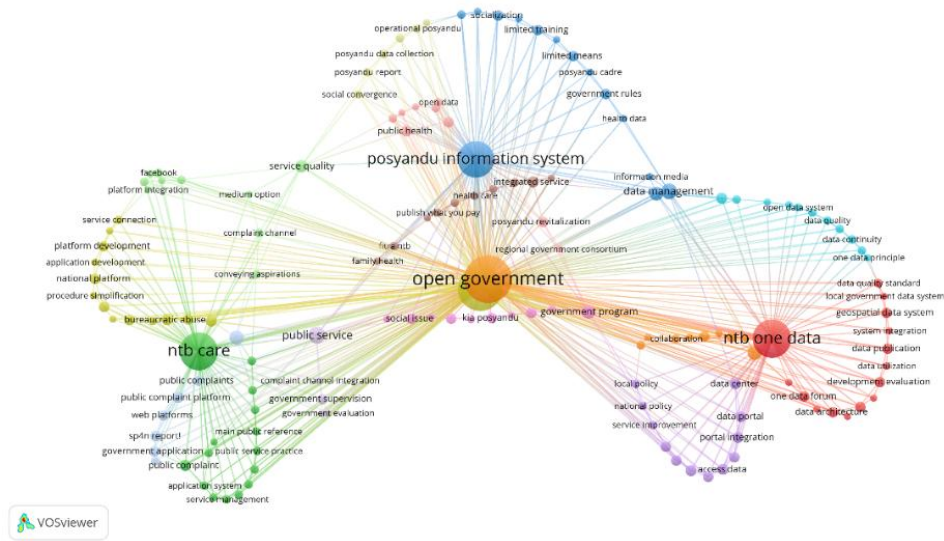 socialization
operational posyandu
limited training
posyandu data collection
limited means
posyandu report
posyandu cadre
social convergence
government rules
open data
health data
public health
posyandu information system
service quality
facebook
platform integration
medium option
information media
data management
integrated service
health care
publish what you pay
posyandu revitalization
open data system
data quality
service connection
complaint channel
data continuity
platform development
regional government consortium
one data principle
application development
family health
conveying aspirations
national platform
open government
data quality standard
procedure simplification
local government data system
geospatial data system
bureaucratic abuse
social issue
kia posyandu
government program
system integration
public service
collaboration
ntb one data
data publication
ntb care
data utilization
public complaints
complaint channel integration
local policy
data center
development evaluation
public complaint platform
government supervision
one data forum
web platforms
government evaluation
national policy
data portal
data architecture
service improvement
sp4n report!
main public reference
portal integration
government application
public service practice
public complaint
access data
application system
service management
VOSviewer